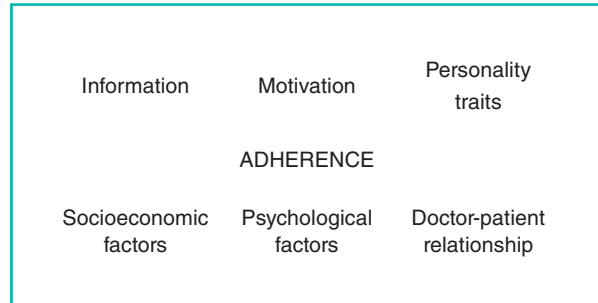 Information
Motivation
Personality
traits
ADHERENCE
Socioeconomic
factors
Psychological
factors
Doctor-patient
relationship